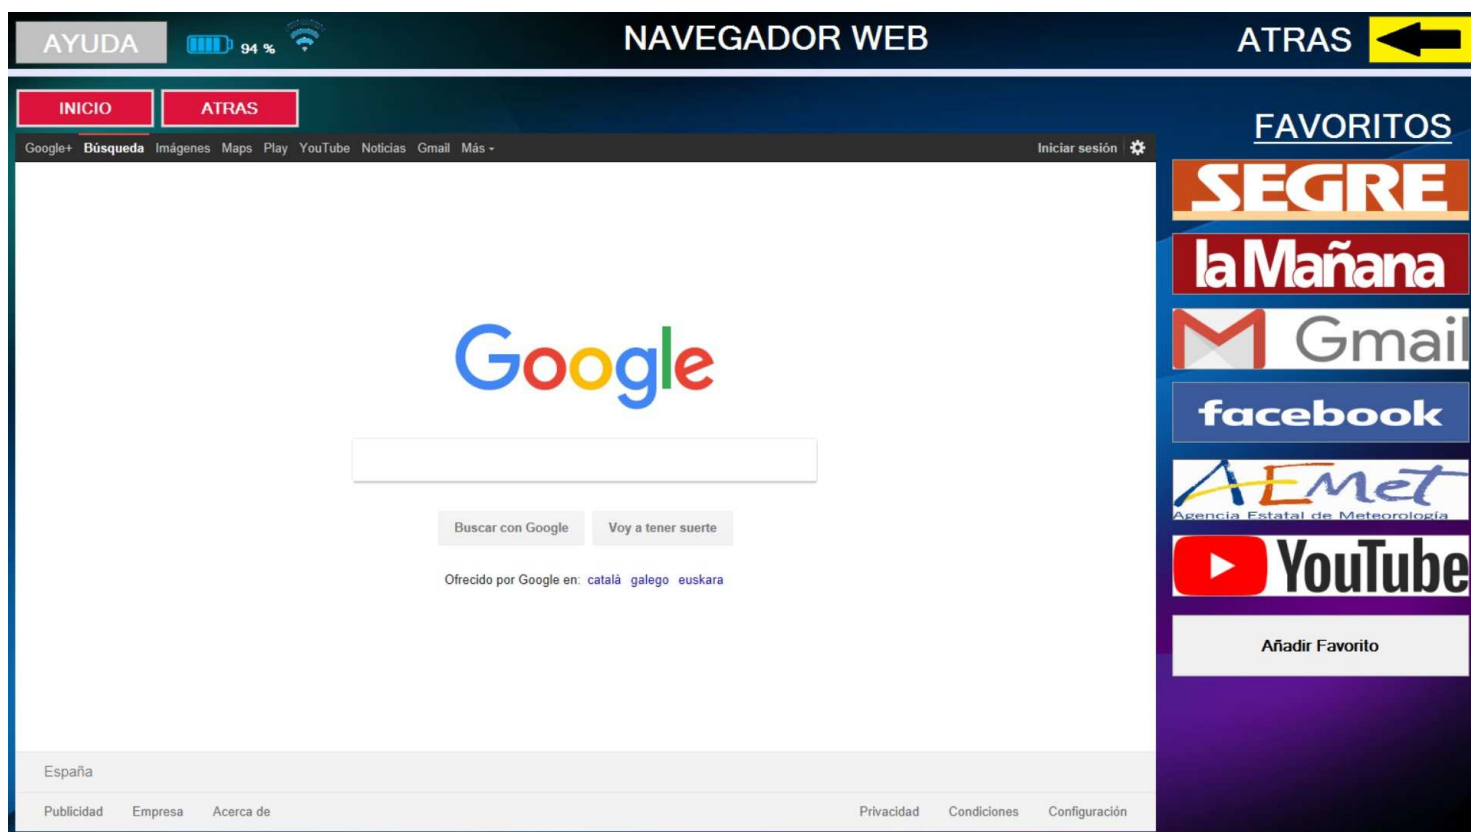 AYUDA 94 % NAVEGADOR WEB ATRAS
INICIO ATRAS
FAVORITOS
Google+ Búsqueda Imágenes Maps Play YouTube Noticias Gmail Más Iniciar sesión
SEGRE
la Mañana
Gmail
Google
facebook
AEMet
Agencia Estatal de Meteorología
Buscar con Google Voy a tener suerte
YouTube
Ofrecido por Google en: català galego euskara
Añadir Favorito
España
Publicidad Empresa Acerca de Privacidad Condiciones Configuración